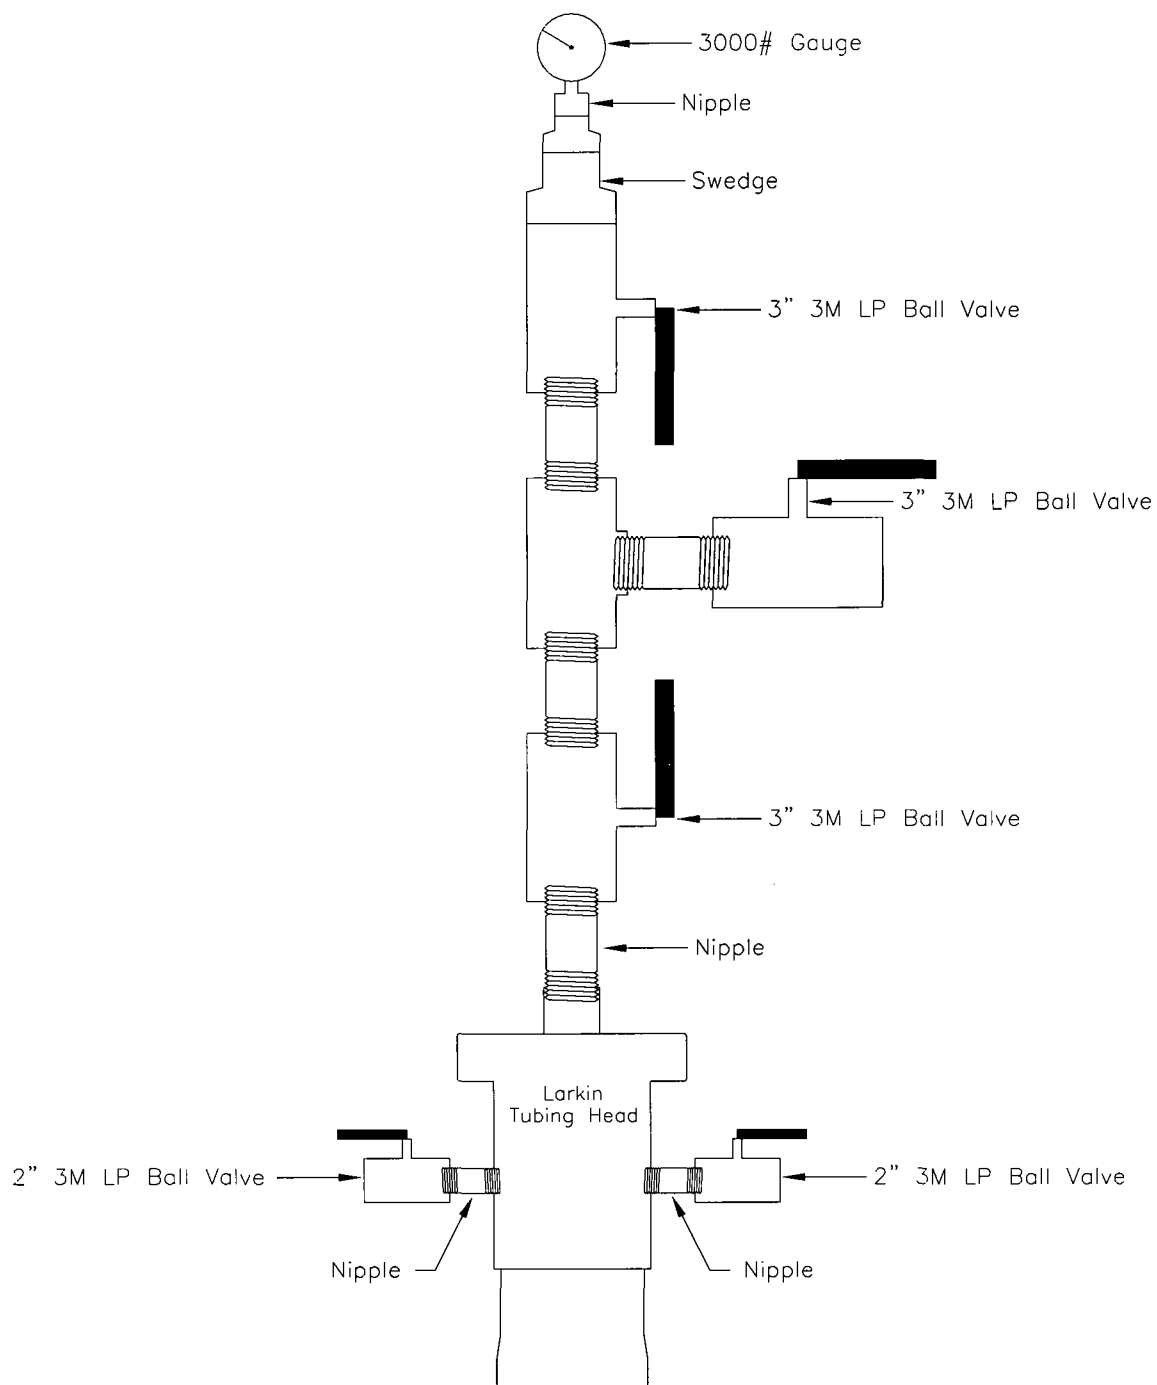 3000# Gauge
Nipple
Swedge
3" 3M LP Ball Valve
3" 3M LP Ball Valve
3" 3M LP Ball Valve
Nipple
Larkin
Tubing Head
2" 3M LP Ball Valve
2" 3M LP Ball Valve
Nipple
Nipple